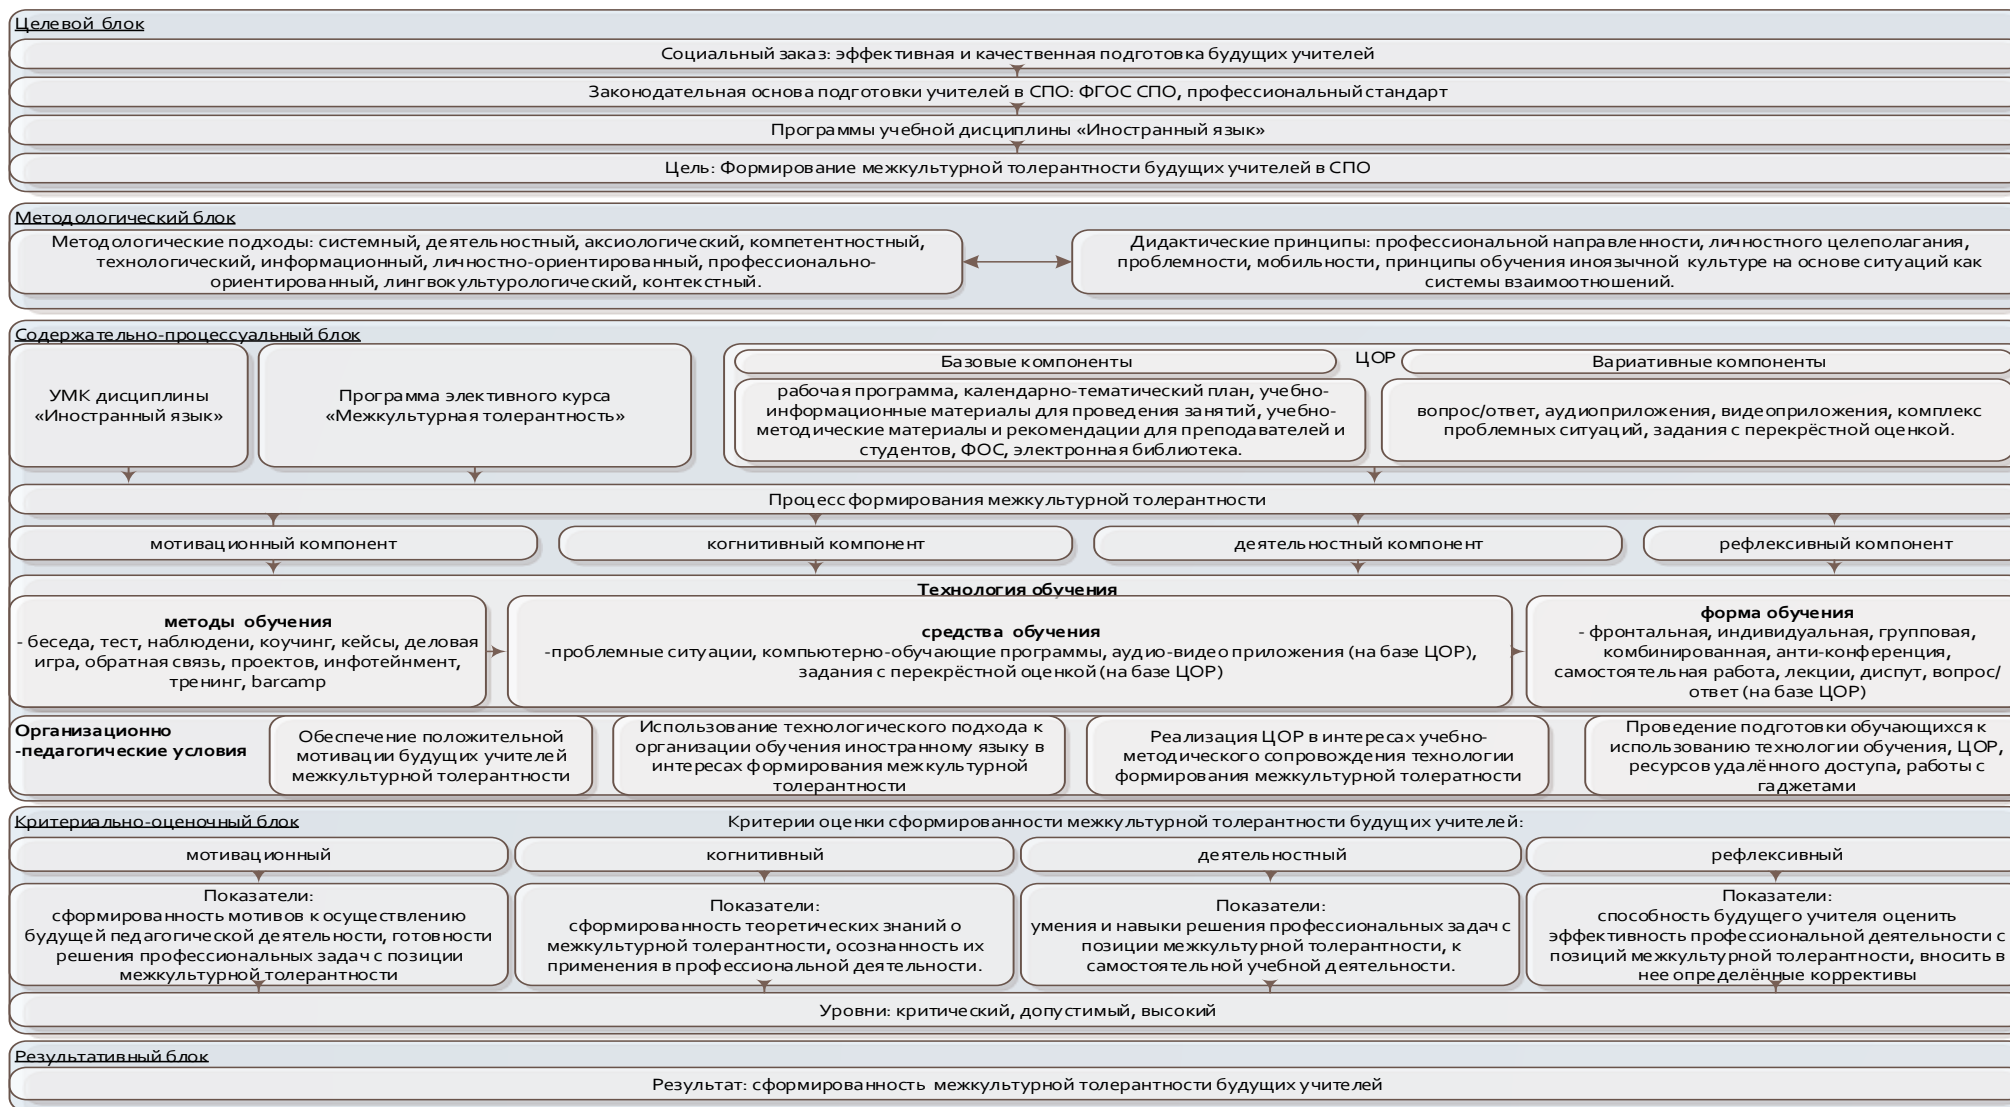 Целевой блок
Социальный заказ: эффективная и качественная подготовка будущих учителей
Законодательная основа подготовки учителей в СПО: ФГОС СПО, профессиональный стандарт
Программы учебной дисциплины «Иностранный язык»
Цель: Формирование межкультурной толерантности будущих учителей в СПО
Методологический блок
Методологические подходы: системный, деятельностный, аксиологический, компетентностный,
технологический, информационный, личностно-ориентированный, профессионально-
ориентированный, лингвокультурологический, контекстный.
Дидактические принципы: профессиональной направленности, личностного целеполагания,
проблемности, мобильности, принципы обучения иноязычной культуре на основе ситуаций как
системы взаимоотношений.
Содержательно-процессуальный блок
УМК дисциплины
«Иностранный язык»
Программа элективного курса
«Межкультурная толерантность»
ЦОР
Базовые компоненты
рабочая программа, календарно-тематический план, учебно-
информационные материалы для проведения занятий, учебно-
методические материалы и рекомендации для преподавателей и
студентов, ФОС, электронная библиотека.
Вариативные компоненты
вопрос/ответ, аудиоприложения, видеоприложения, комплекс
проблемных ситуаций, задания с перекрёстной оценкой.
Процесс формирования межкультурной толерантности
мотивационный компонент
когнитивный компонент
деятельностный компонент
рефлексивный компонент
Технология обучения
методы обучения
- беседа, тест, наблюдени, коучинг, кейсы, деловая
игра, обратная связь, проектов, инфотейнмент,
тренинг, barcamp
средства обучения
-проблемные ситуации, компьютерно-обучающие программы, аудио-видео приложения (на базе ЦОР),
задания с перекрёстной оценкой (на базе ЦОР)
форма обучения
- фронтальная, индивидуальная, групповая,
комбинированная, анти-конференция,
самостоятельная работа, лекции, диспут, вопрос/
ответ (на базе ЦОР)
Организационно
-педагогические условия
Обеспечение положительной
мотивации будущих учителей
межкультурной толерантности
Использование технологического подхода к
организации обучения иностранному языку в
интересах формирования межкультурной
толерантности
Реализация ЦОР в интересах учебно-
методического сопровождения технологии
формирования межкультурной толератности
Проведение подготовки обучающихся к
использованию технологии обучения, ЦОР,
ресурсов удалённого доступа, работы с
гаджетами
Критериально-оценочный блок
Критерии оценки сформированности межкультурной толерантности будущих учителей:
мотивационный
когнитивный
деятельностный
рефлексивный
Показатели:
сформированность мотивов к осуществлению
будущей педагогической деятельности, готовности
решения профессиональных задач с позиции
межкультурной толерантности
Показатели:
сформированность теоретических знаний о
межкультурной толерантности, осознанность их
применения в профессиональной деятельности.
Показатели:
умения и навыки решения профессиональных задач с
позиции межкультурной толерантности, к
самостоятельной учебной деятельности.
Показатели:
способность будущего учителя оценить
эффективность профессиональной деятельности с
позиций межкультурной толерантности, вносить в
нее определённые коррективы
Уровни: критический, допустимый, высокий
Результативный блок
Результат: сформированность межкультурной толерантности будущих учителей